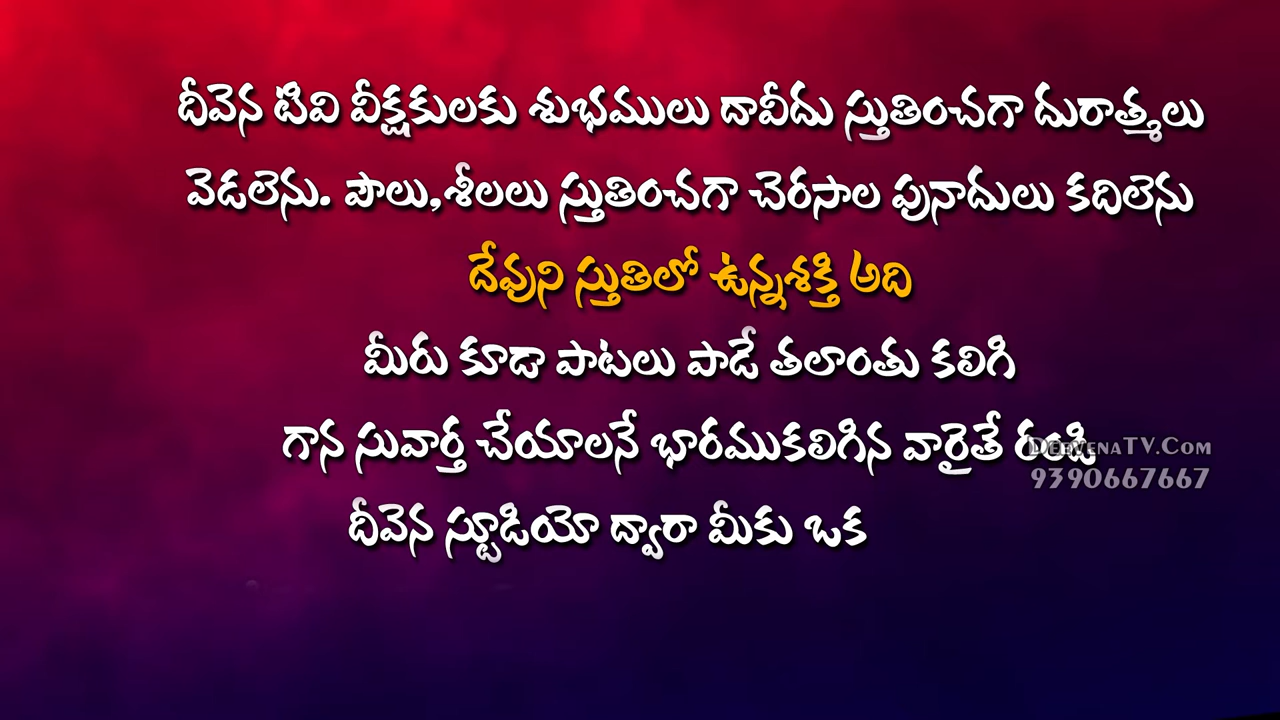 దీవెన టివి వీక్షకులకు శుభములు దావీదు స్తుతించగా దురాత్మలు
వెడలెను. పౌలు,శీలలు స్తుతించగా చెరసాల పునాదులు కదిలెను
దేవుని స్తుతిలో ఉన్నశక్తి అది
మీరు కూడా పాటలు పాడే తలాంతు కలిగి
గాన సువార్త చేయాలనే భారముకలిగిన వారైతే రండి
DeevenaTV.Com
9390667667
దీవెన స్టూడియో ద్వారా మీకు ఒక